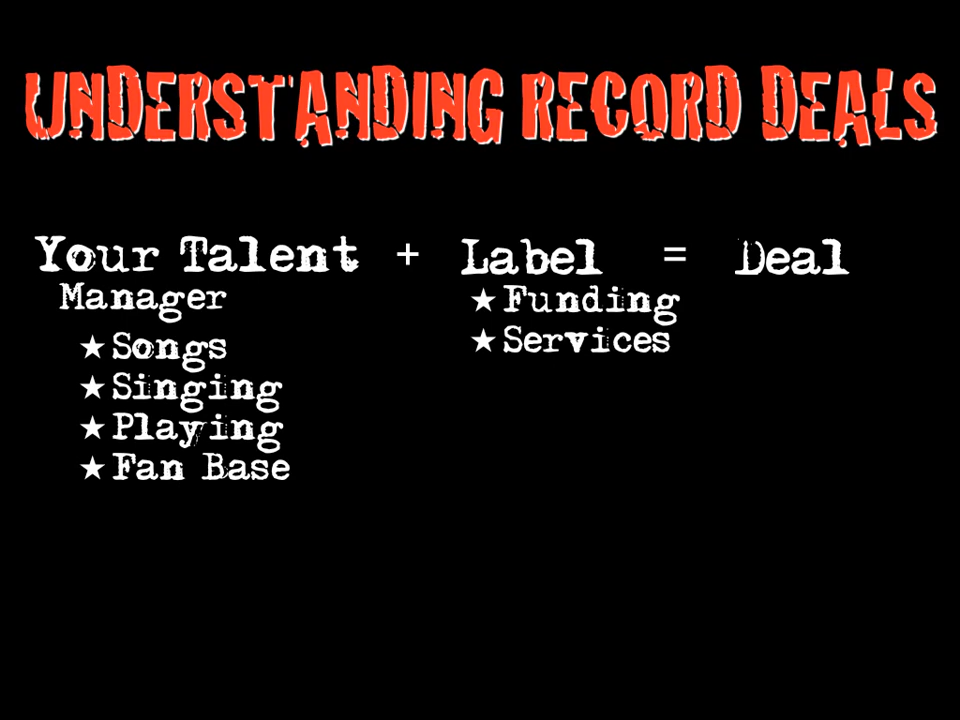 UNDERSTANDING RECORD DEALS
Your Talent + Label = Deal
Manager
★ Songs
★ Singing
★ Playing
★ Fan Base
★ Funding
★ Services